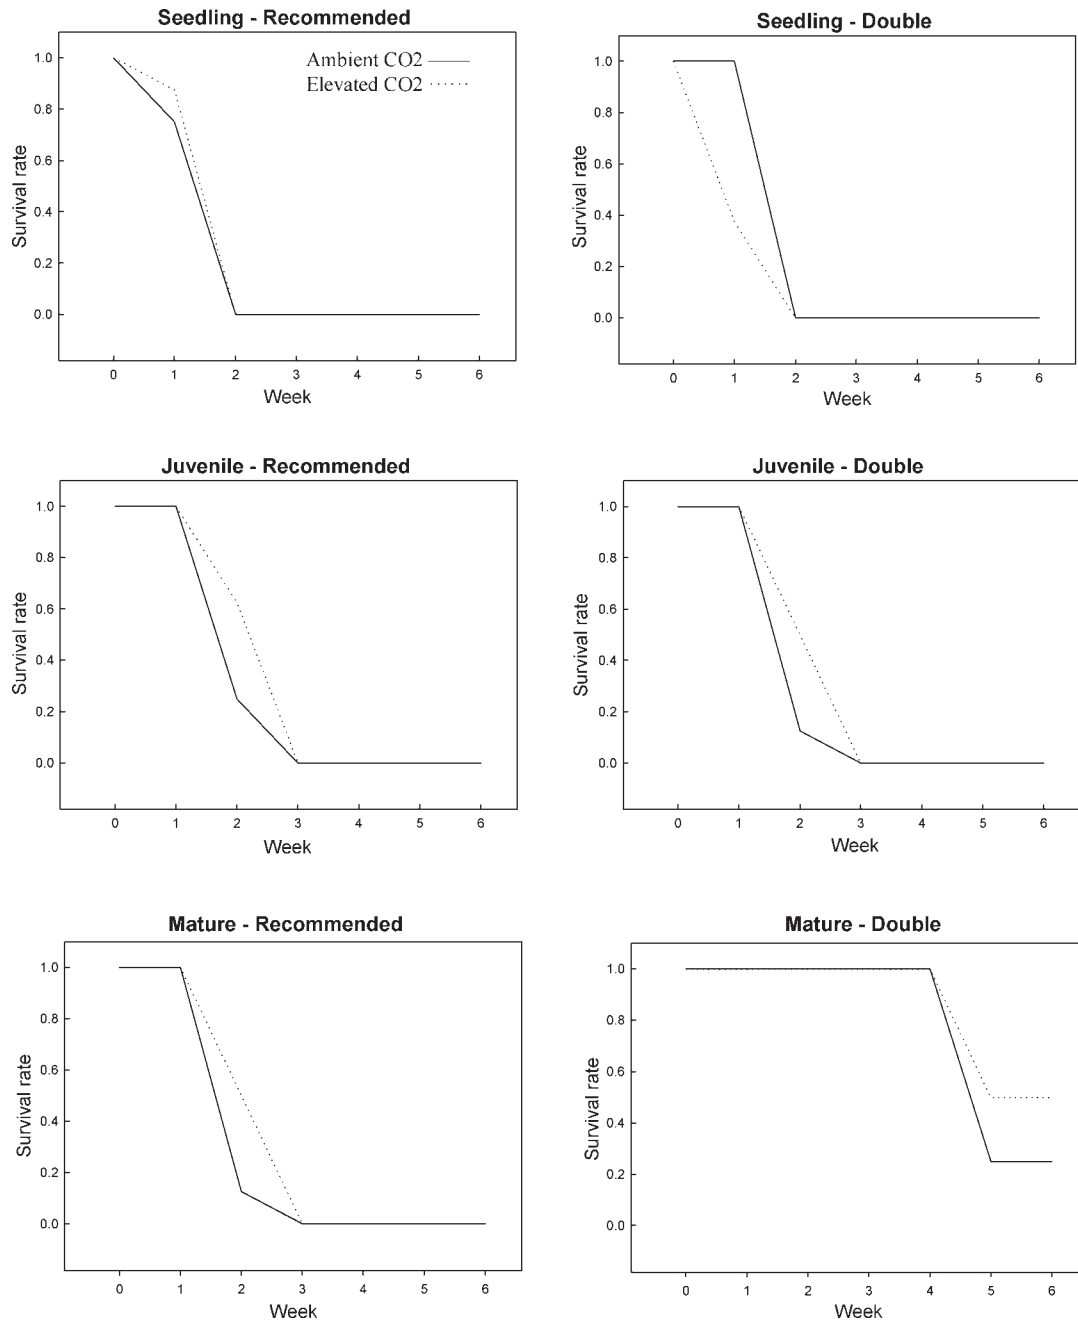 Seedling - Recommended
Ambient CO2
Elevated CO2
1.0
0.8
0.6
0.4
0.2
0.0
Survival rate
0 1 2 3 4 5 6
Week
Seedling - Double
1.0
0.8
0.6
0.4
0.2
0.0
Survival rate
0 1 2 3 4 5 6
Week
Juvenile - Recommended
1.0
0.8
0.6
0.4
0.2
0.0
Survival rate
0 1 2 3 4 5 6
Week
Juvenile - Double
1.0
0.8
0.6
0.4
0.2
0.0
Survival rate
0 1 2 3 4 5 6
Week
Mature - Recommended
1.0
0.8
0.6
0.4
0.2
0.0
Survival rate
0 1 2 3 4 5 6
Week
Mature - Double
1.0
0.8
0.6
0.4
0.2
0.0
Survival rate
0 1 2 3 4 5 6
Week